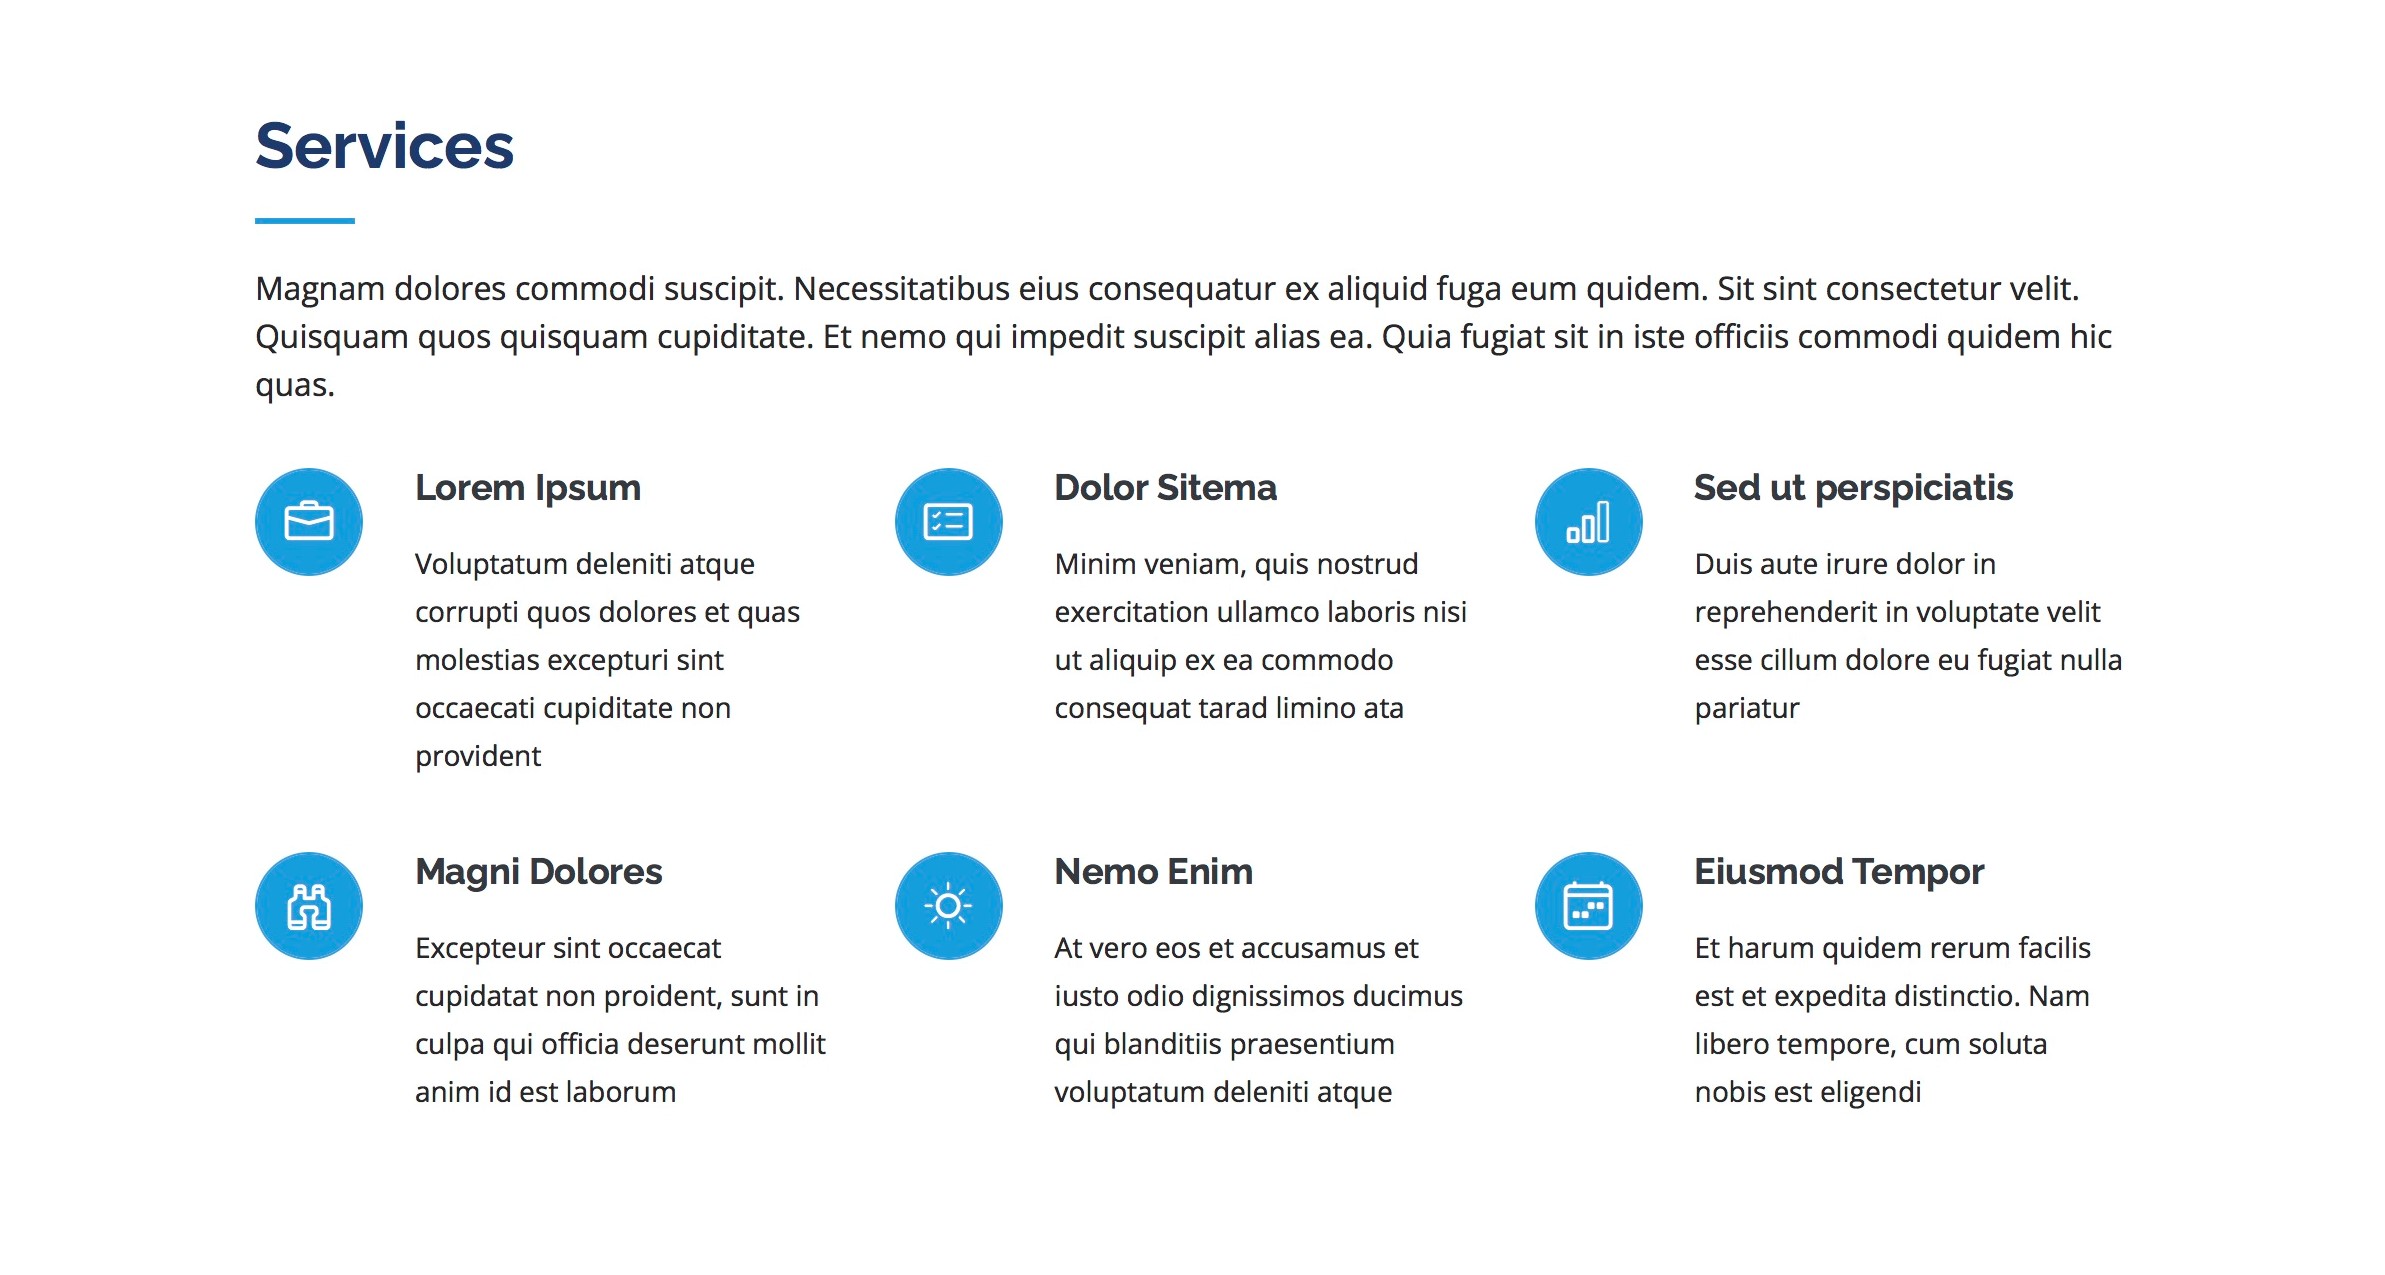 Services
Magnam dolores commodi suscipit. Necessitatibus eius consequatur ex aliquid fuga eum quidem. Sit sint consectetur velit.
Quisquam quos quisquam cupiditate. Et nemo qui impedit suscipit alias ea. Quia fugiat sit in iste officiis commodi quidem hic
quas.
Lorem Ipsum
Voluptatum deleniti atque
corrupti quos dolores et quas
molestias excepturi sint
occaecati cupiditate non
provident
Dolor Sitema
Minim veniam, quis nostrud
exercitation ullamco laboris nisi
ut aliquip ex ea commodo
consequat tarad limino ata
Sed ut perspiciatis
Duis aute irure dolor in
reprehenderit in voluptate velit
esse cillum dolore eu fugiat nulla
pariatur
Magni Dolores
Excepteur sint occaecat
cupidatat non proident, sunt in
culpa qui officia deserunt mollit
anim id est laborum
Nemo Enim
At vero eos et accusamus et
iusto odio dignissimos ducimus
qui blanditiis praesentium
voluptatum deleniti atque
Eiusmod Tempor
Et harum quidem rerum facilis
est et expedita distinctio. Nam
libero tempore, cum soluta
nobis est eligendi